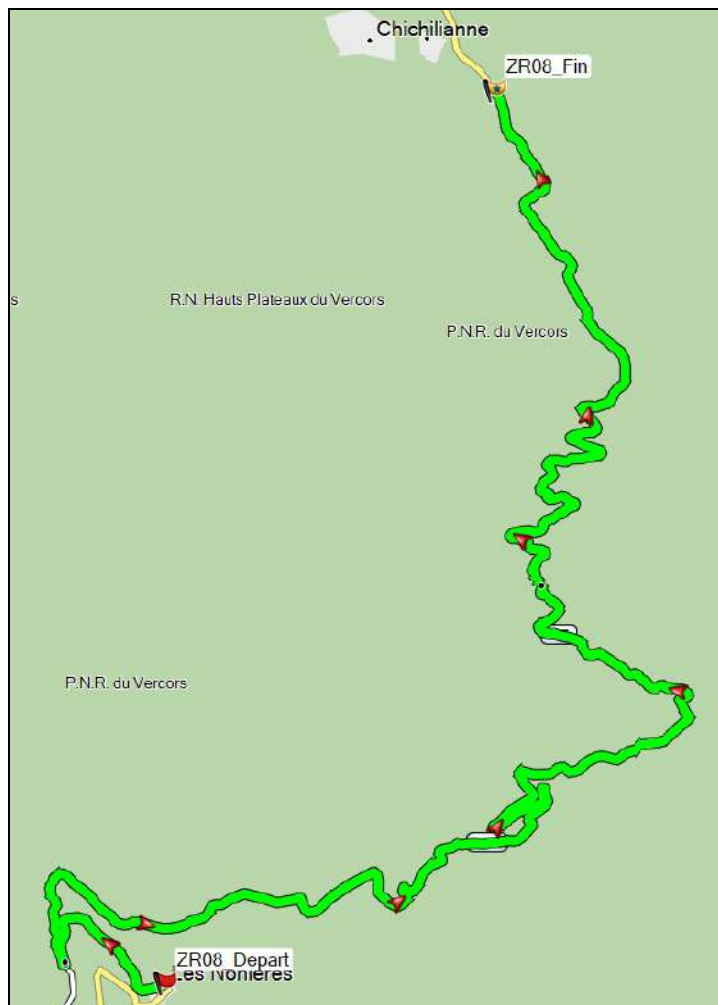 Chichilianne
ZR08_Fin
s
R.N. Hauts Plateaux du Vercors
P.N.R. du Vercors
P.N.R. du Vercors
ZR08_Depart
Les Nonières